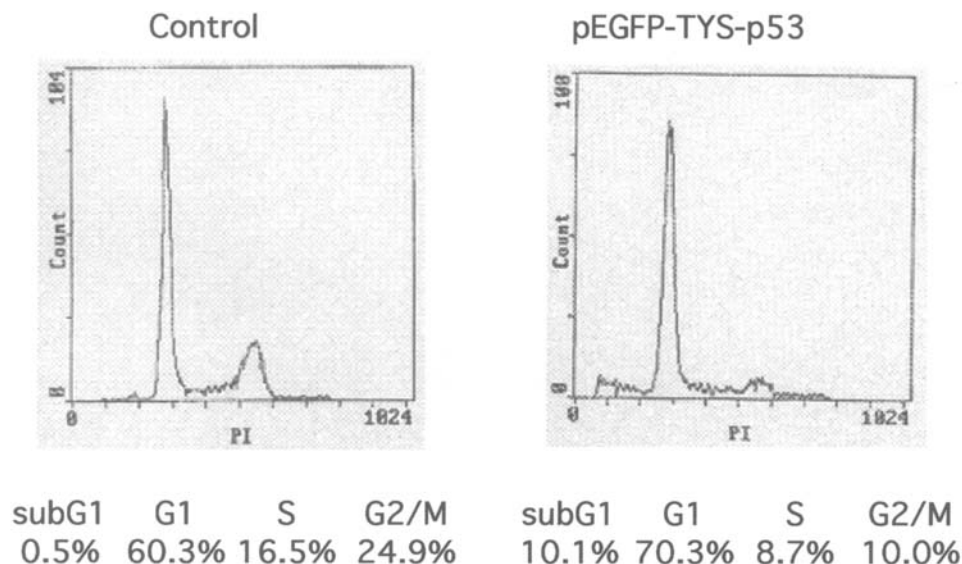 Control pEGFP-TYS-p53
104 100
Count Count
0 0
0 1024 0 1024
PI PI
subG1 G1 S G2/M subG1 G1 S G2/M
0.5% 60.3% 16.5% 24.9% 10.1% 70.3% 8.7% 10.0%